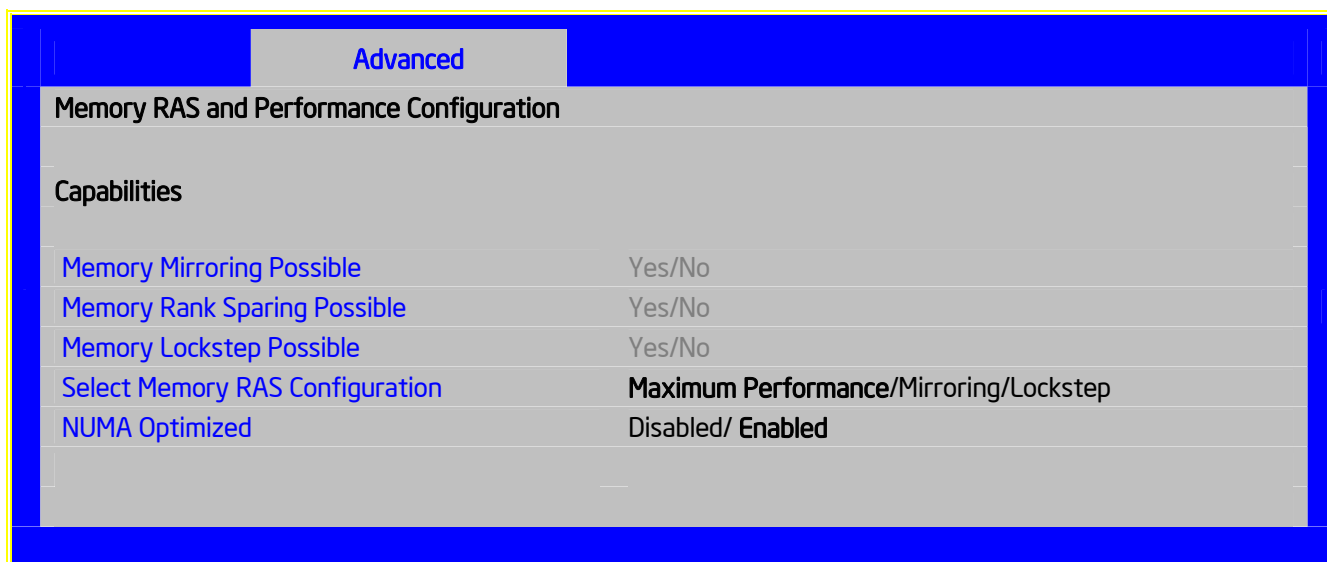 Advanced
Memory RAS and Performance Configuration
Capabilities
Memory Mirroring Possible Yes/No
Memory Rank Sparing Possible Yes/No
Memory Lockstep Possible Yes/No
Select Memory RAS Configuration Maximum Performance/Mirroring/Lockstep
NUMA Optimized Disabled/ Enabled